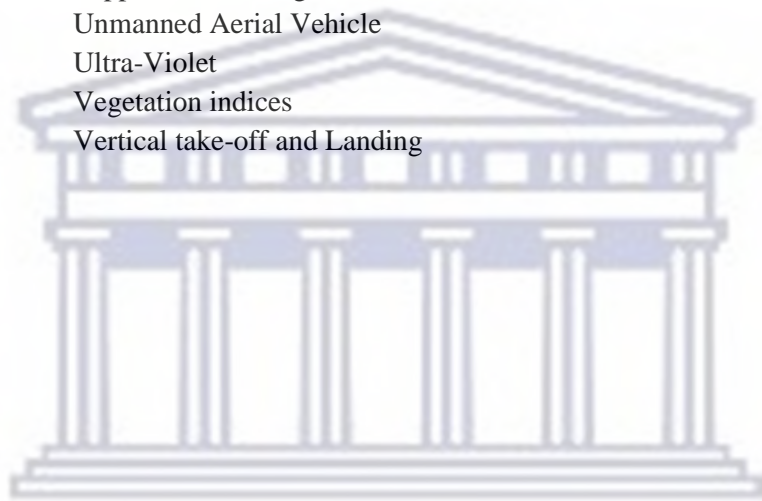 Unmanned Aerial Vehicle
Ultra-Violet
Vegetation indices
Vertical take-off and Landing